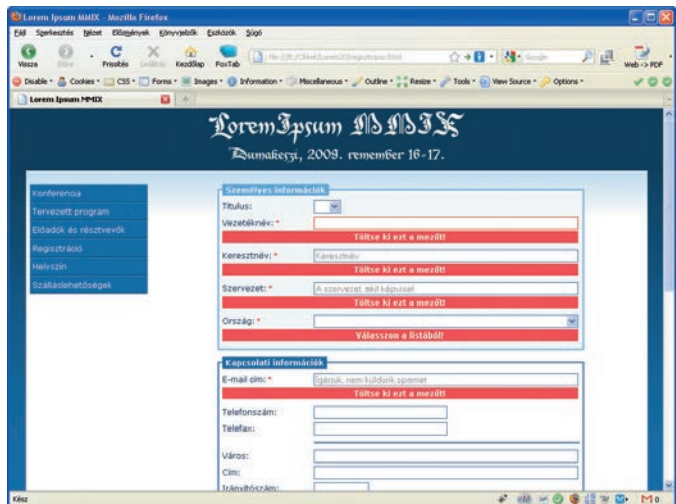 Lorem Ipsum MMIX - Mozilla Firefox
Fájl Szerkesztés Nézet Előzmények Könyvjelzők Eszközök Súgó
Vissza Előre Frissítés Leállítás Kezdőlap FoxTab Google Web -> PDF
Disable Cookies CSS Forms Images Information Miscellaneous Outline Resize Tools View Source Options
Lorem Ipsum MMIX
Lorem Ipsum MMIX
Dumakeszi, 2009. remember 16-17.
Konferencia
Tervezett program
Előadók és résztvevők
Regisztráció
Helyszín
Szálláslehetőségek
Személyes információk
Titulus:
Vezetéknév: *
Töltse ki ezt a mezőt!
Keresztnév: * Keresztnév
Töltse ki ezt a mezőt!
Szervezet: * A szervezet, akit képvisel
Töltse ki ezt a mezőt!
Ország: *
Válasszon a listából!
Kapcsolati információk
E-mail cím: * Ígérjük, nem küldünk spamet
Töltse ki ezt a mezőt!
Telefonszám:
Telefax:
Város:
Cím:
Irányítószám:
Kész